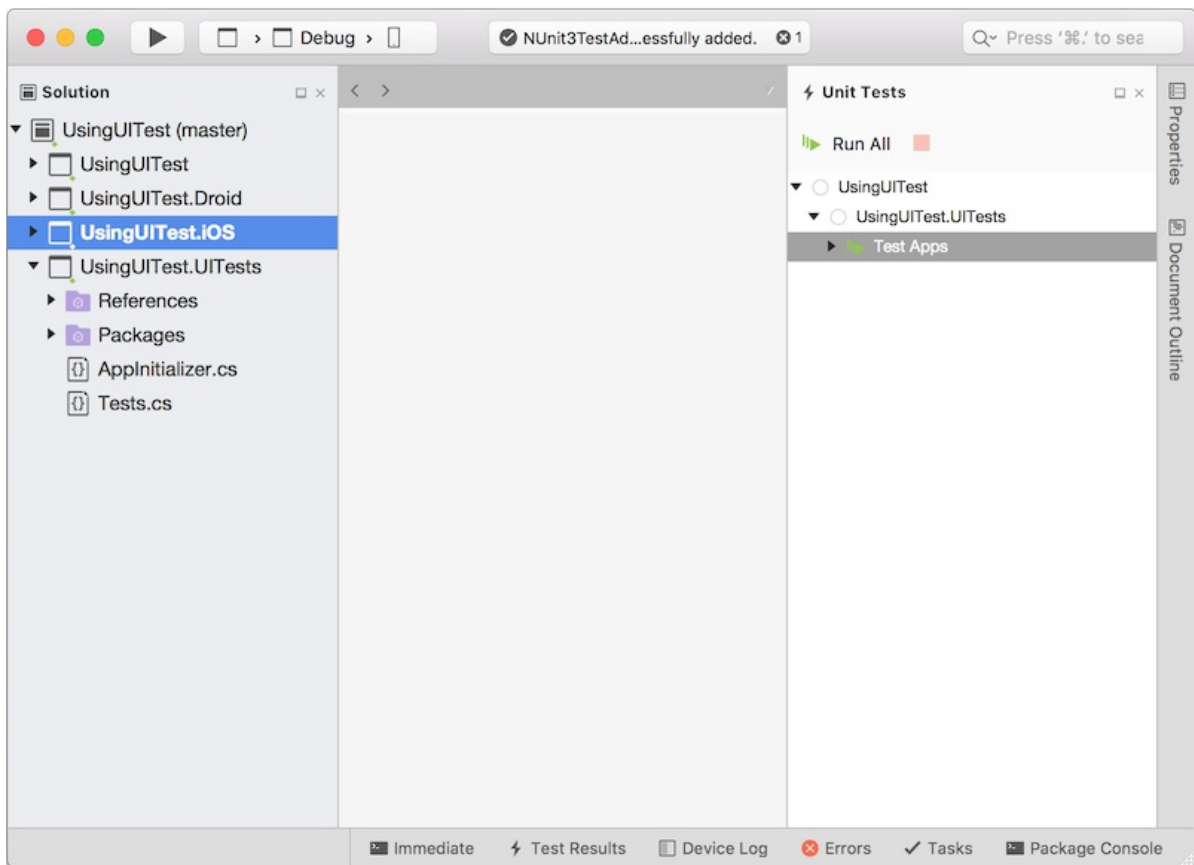 Debug
NUnit3TestAd...essfully added.
1
Press '⌘.' to sea
Solution
UsingUITest (master)
UsingUITest
UsingUITest.Droid
UsingUITest.iOS
UsingUITest.UITests
References
Packages
AppInitializer.cs
Tests.cs
Unit Tests
Run All
UsingUITest
UsingUITest.UITests
Test Apps
Properties
Document Outline
Immediate
Test Results
Device Log
Errors
Tasks
Package Console